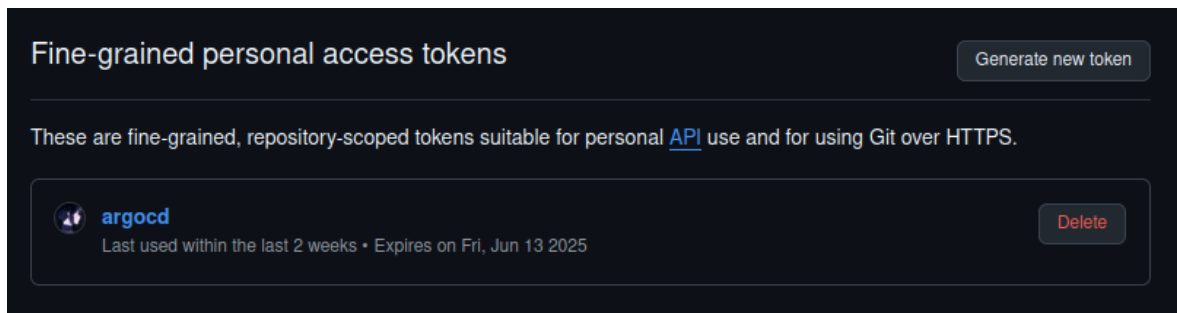 Fine-grained personal access tokens
Generate new token
These are fine-grained, repository-scoped tokens suitable for personal API use and for using Git over HTTPS.
argocd
Delete
Last used within the last 2 weeks • Expires on Fri, Jun 13 2025